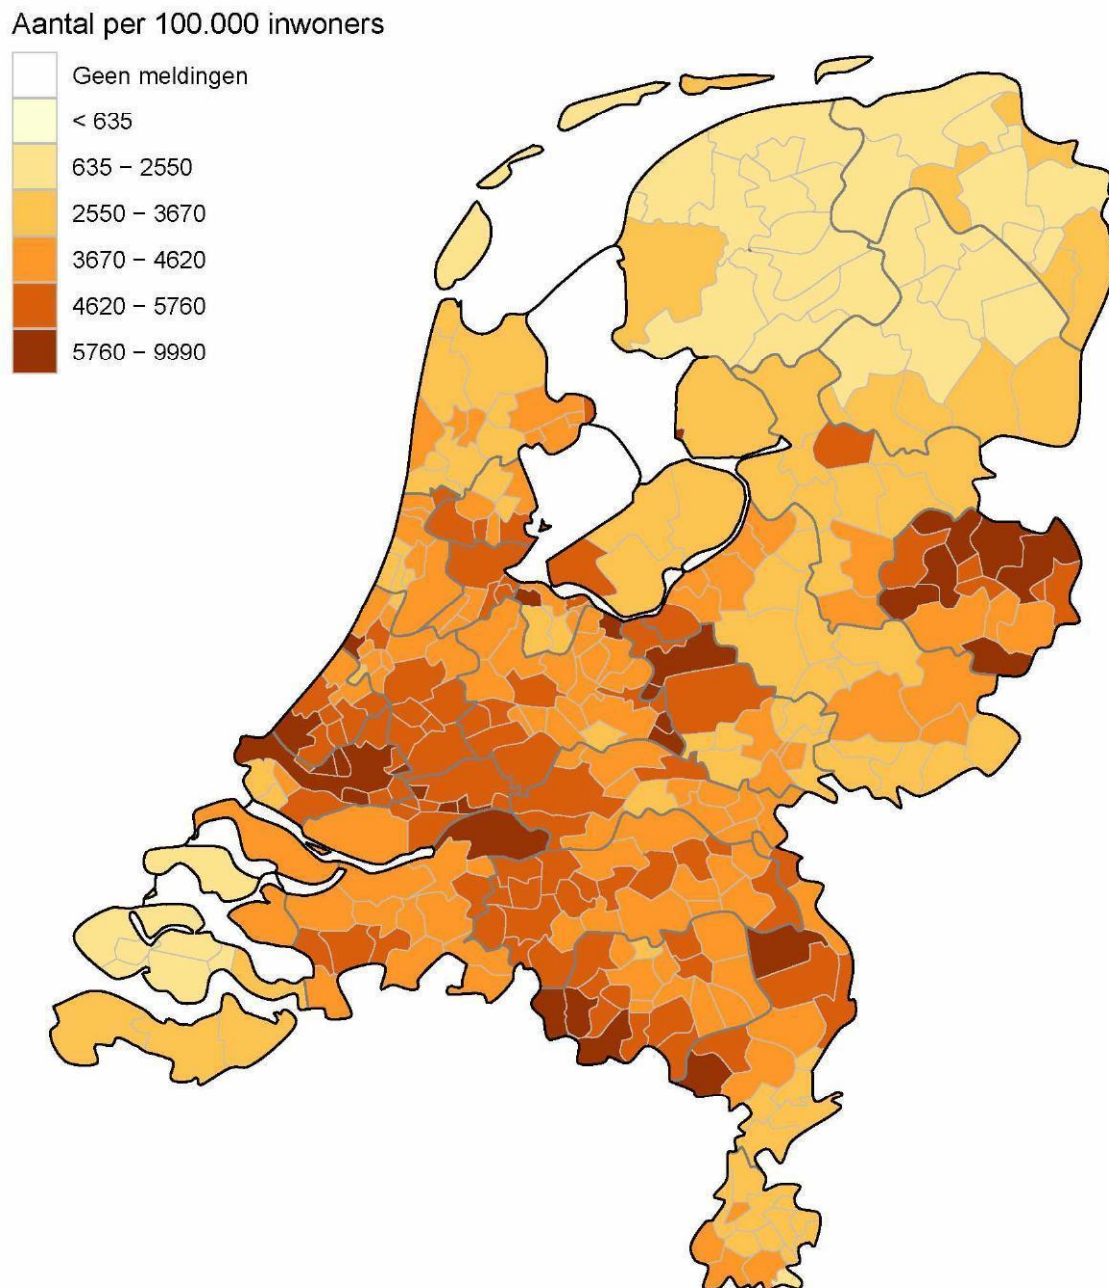 Aantal per 100.000 inwoners
Geen meldingen
< 635
635 − 2550
2550 − 3670
3670 − 4620
4620 − 5760
5760 − 9990